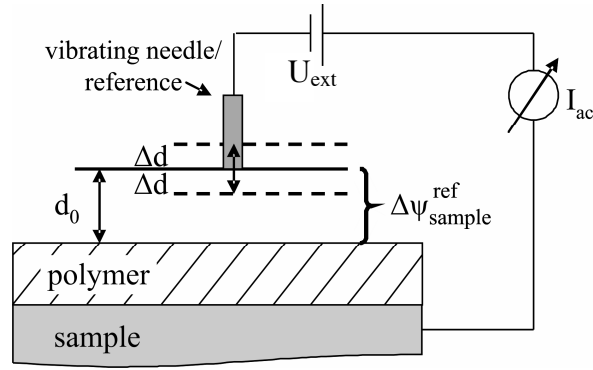 vibrating needle/
reference
U_ext
I_ac
Δd
Δd
d_0
Δψ^ref_sample
polymer
sample